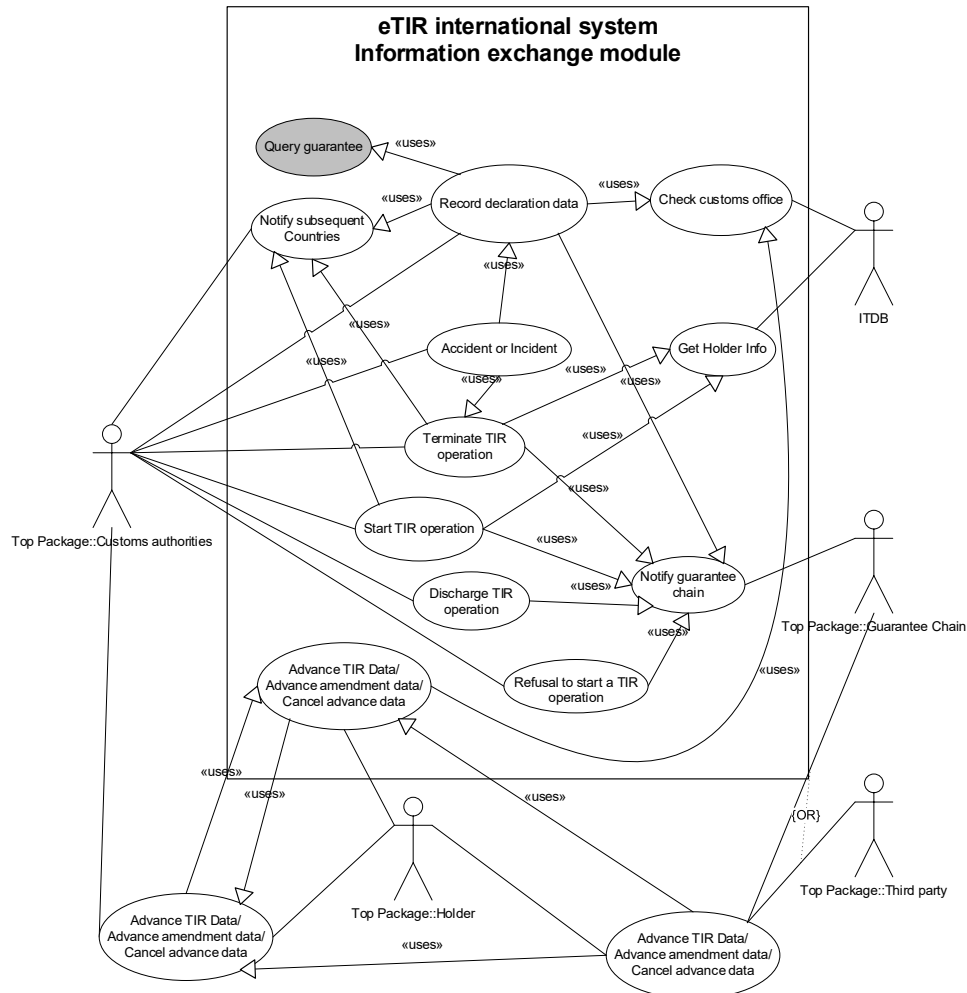 eTIR international system
Information exchange module
Query guarantee
«uses»
Record declaration data
«uses»
Check customs office
Notify subsequent
Countries
«uses»
«uses»
ITDB
«uses»
Accident or Incident
Get Holder Info
«uses»
«uses»
«uses»
«uses»
Terminate TIR
operation
«uses»
«uses»
Start TIR operation
«uses»
Top Package::Customs authorities
Notify guarantee
chain
«uses»
Discharge TIR
operation
Top Package::Guarantee Chain
«uses»
Refusal to start a TIR
operation
«uses»
Advance TIR Data/
Advance amendment data/
Cancel advance data
«uses»
«uses»
«uses»
{OR}
Top Package::Holder
Top Package::Third party
Advance TIR Data/
Advance amendment data/
Cancel advance data
«uses»
Advance TIR Data/
Advance amendment data/
Cancel advance data